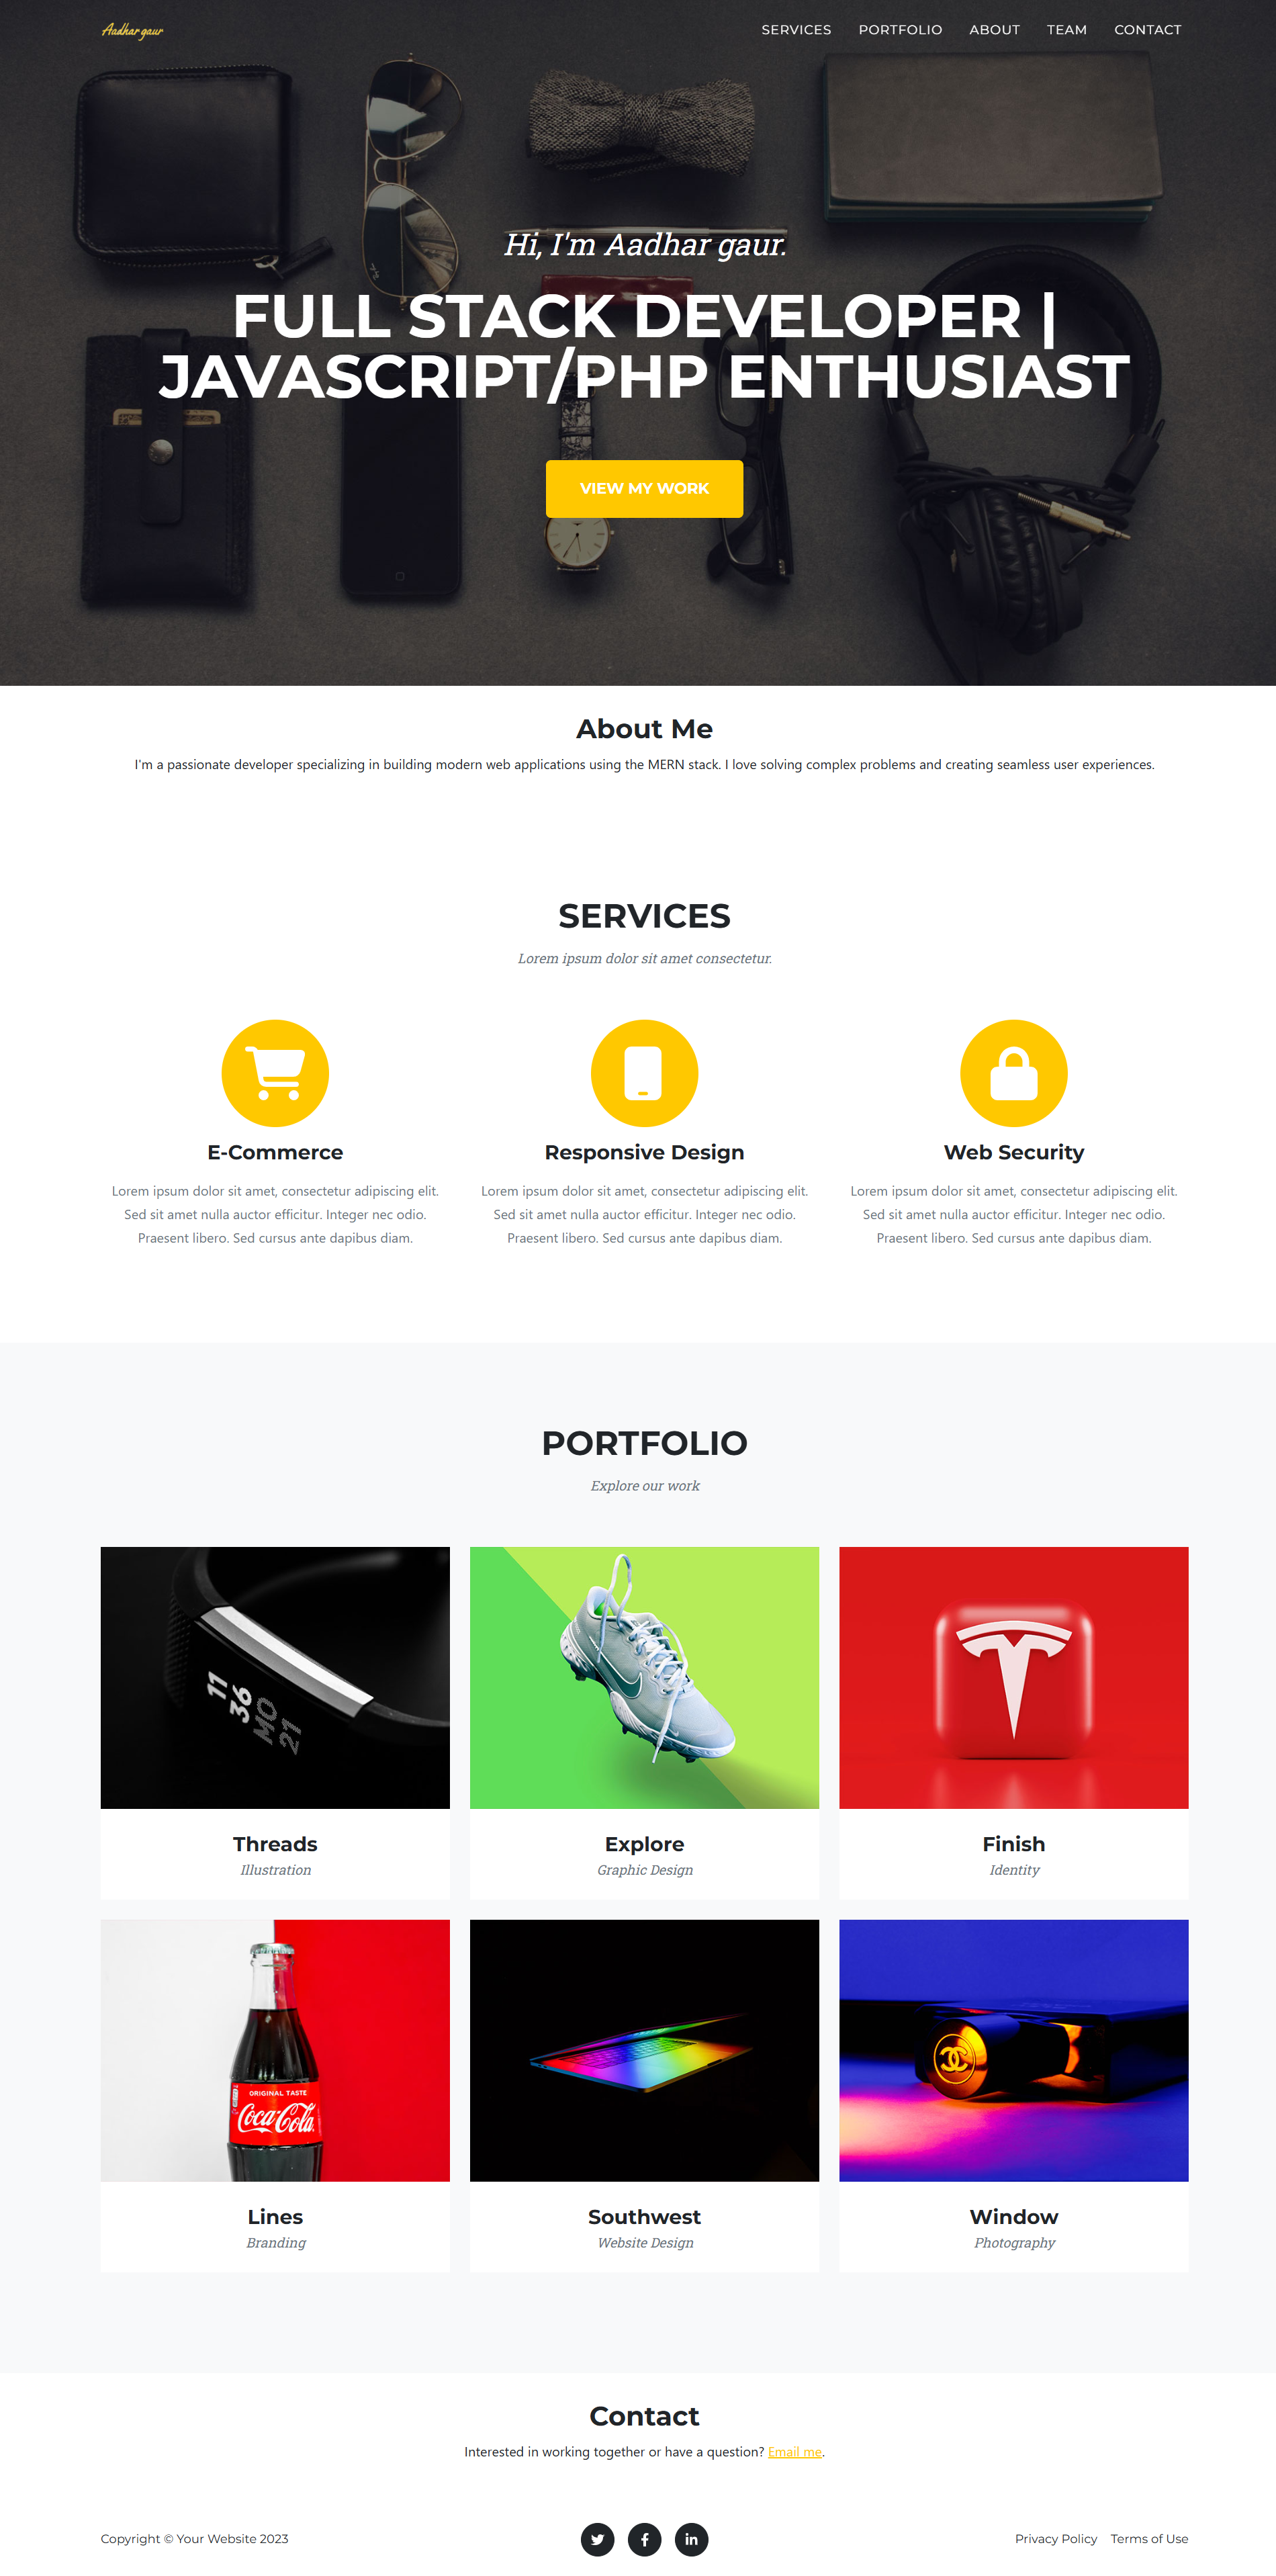 Aadhar gaur
SERVICES PORTFOLIO ABOUT TEAM CONTACT
Hi, I'm Aadhar gaur.
FULL STACK DEVELOPER |
JAVASCRIPT/PHP ENTHUSIAST
VIEW MY WORK
About Me
I'm a passionate developer specializing in building modern web applications using the MERN stack. I love solving complex problems and creating seamless user experiences.
SERVICES
Lorem ipsum dolor sit amet consectetur.
E-Commerce
Lorem ipsum dolor sit amet, consectetur adipiscing elit.
Sed sit amet nulla auctor efficitur. Integer nec odio.
Praesent libero. Sed cursus ante dapibus diam.
Responsive Design
Lorem ipsum dolor sit amet, consectetur adipiscing elit.
Sed sit amet nulla auctor efficitur. Integer nec odio.
Praesent libero. Sed cursus ante dapibus diam.
Web Security
Lorem ipsum dolor sit amet, consectetur adipiscing elit.
Sed sit amet nulla auctor efficitur. Integer nec odio.
Praesent libero. Sed cursus ante dapibus diam.
PORTFOLIO
Explore our work
11
36
MO
21
Threads
Illustration
Explore
Graphic Design
Finish
Identity
ORIGINAL TASTE
Coca-Cola
Lines
Branding
Southwest
Website Design
Window
Photography
Contact
Interested in working together or have a question? Email me.
Copyright © Your Website 2023
Privacy Policy Terms of Use